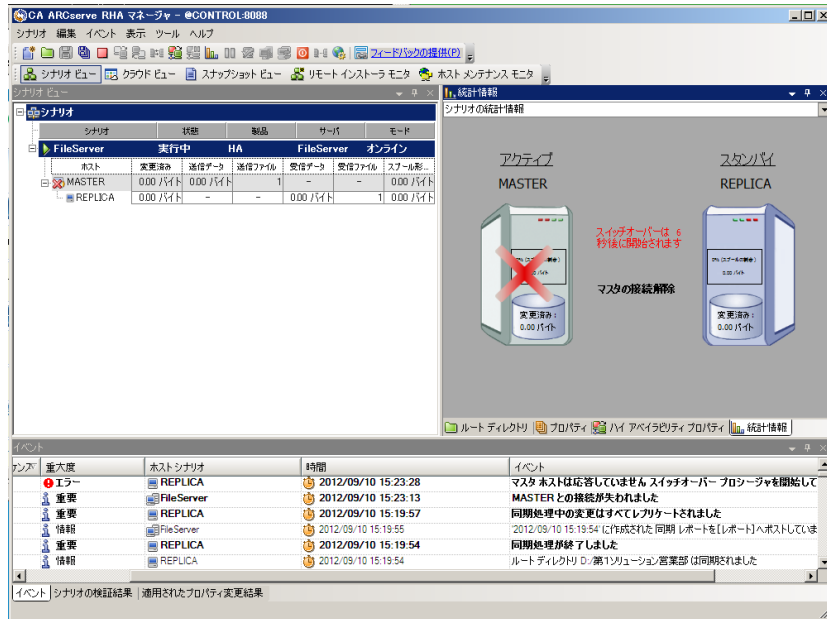 CA ARCserve RHA マネージャ - @CONTROL:8088
シナリオ 編集 イベント 表示 ツール ヘルプ
フィードバックの提供(P)
シナリオ ビュー クラウド ビュー スナップショット ビュー リモート インストーラ モニタ ホスト メンテナンス モニタ
シナリオ ビュー
シナリオ
シナリオ 状態 製品 サーバ モード
FileServer 実行中 HA FileServer オンライン
ホスト 変更済み 送信データ 送信ファイル 受信データ 受信ファイル スプール形...
MASTER 0.00 バイト 0.00 バイト 1 - - 0.00 バイト
REPLICA 0.00 バイト - - 0.00 バイト 1 0.00 バイト
統計情報
シナリオの統計情報
アクティブ
MASTER
0.00 バイト
変更済み:
0.00 バイト
スイッチオーバーは 6
秒後に開始されます
マスタの接続解除
スタンバイ
REPLICA
0% (スプールの割合)
0.00 バイト
変更済み:
0.00 バイト
ルート ディレクトリ プロパティ ハイ アベイラビリティ プロパティ 統計情報
イベント
重大度 ホスト シナリオ 時間 イベント
エラー REPLICA 2012/09/10 15:23:28 マスタ ホストは応答していません スイッチオーバー プロシージャを開始して
重要 FileServer 2012/09/10 15:23:13 MASTER との接続が失われました
重要 REPLICA 2012/09/10 15:19:57 同期処理中の変更はすべてレプリケートされました
情報 FileServer 2012/09/10 15:19:55 '2012/09/10 15:19:54' に作成された 同期 レポートを[レポート]へポストしていま
重要 REPLICA 2012/09/10 15:19:54 同期処理が終了しました
情報 REPLICA 2012/09/10 15:19:54 ルート ディレクトリ D:/第1ソリューション営業部 は同期されました
イベント シナリオの検証結果 適用されたプロパティ変更結果